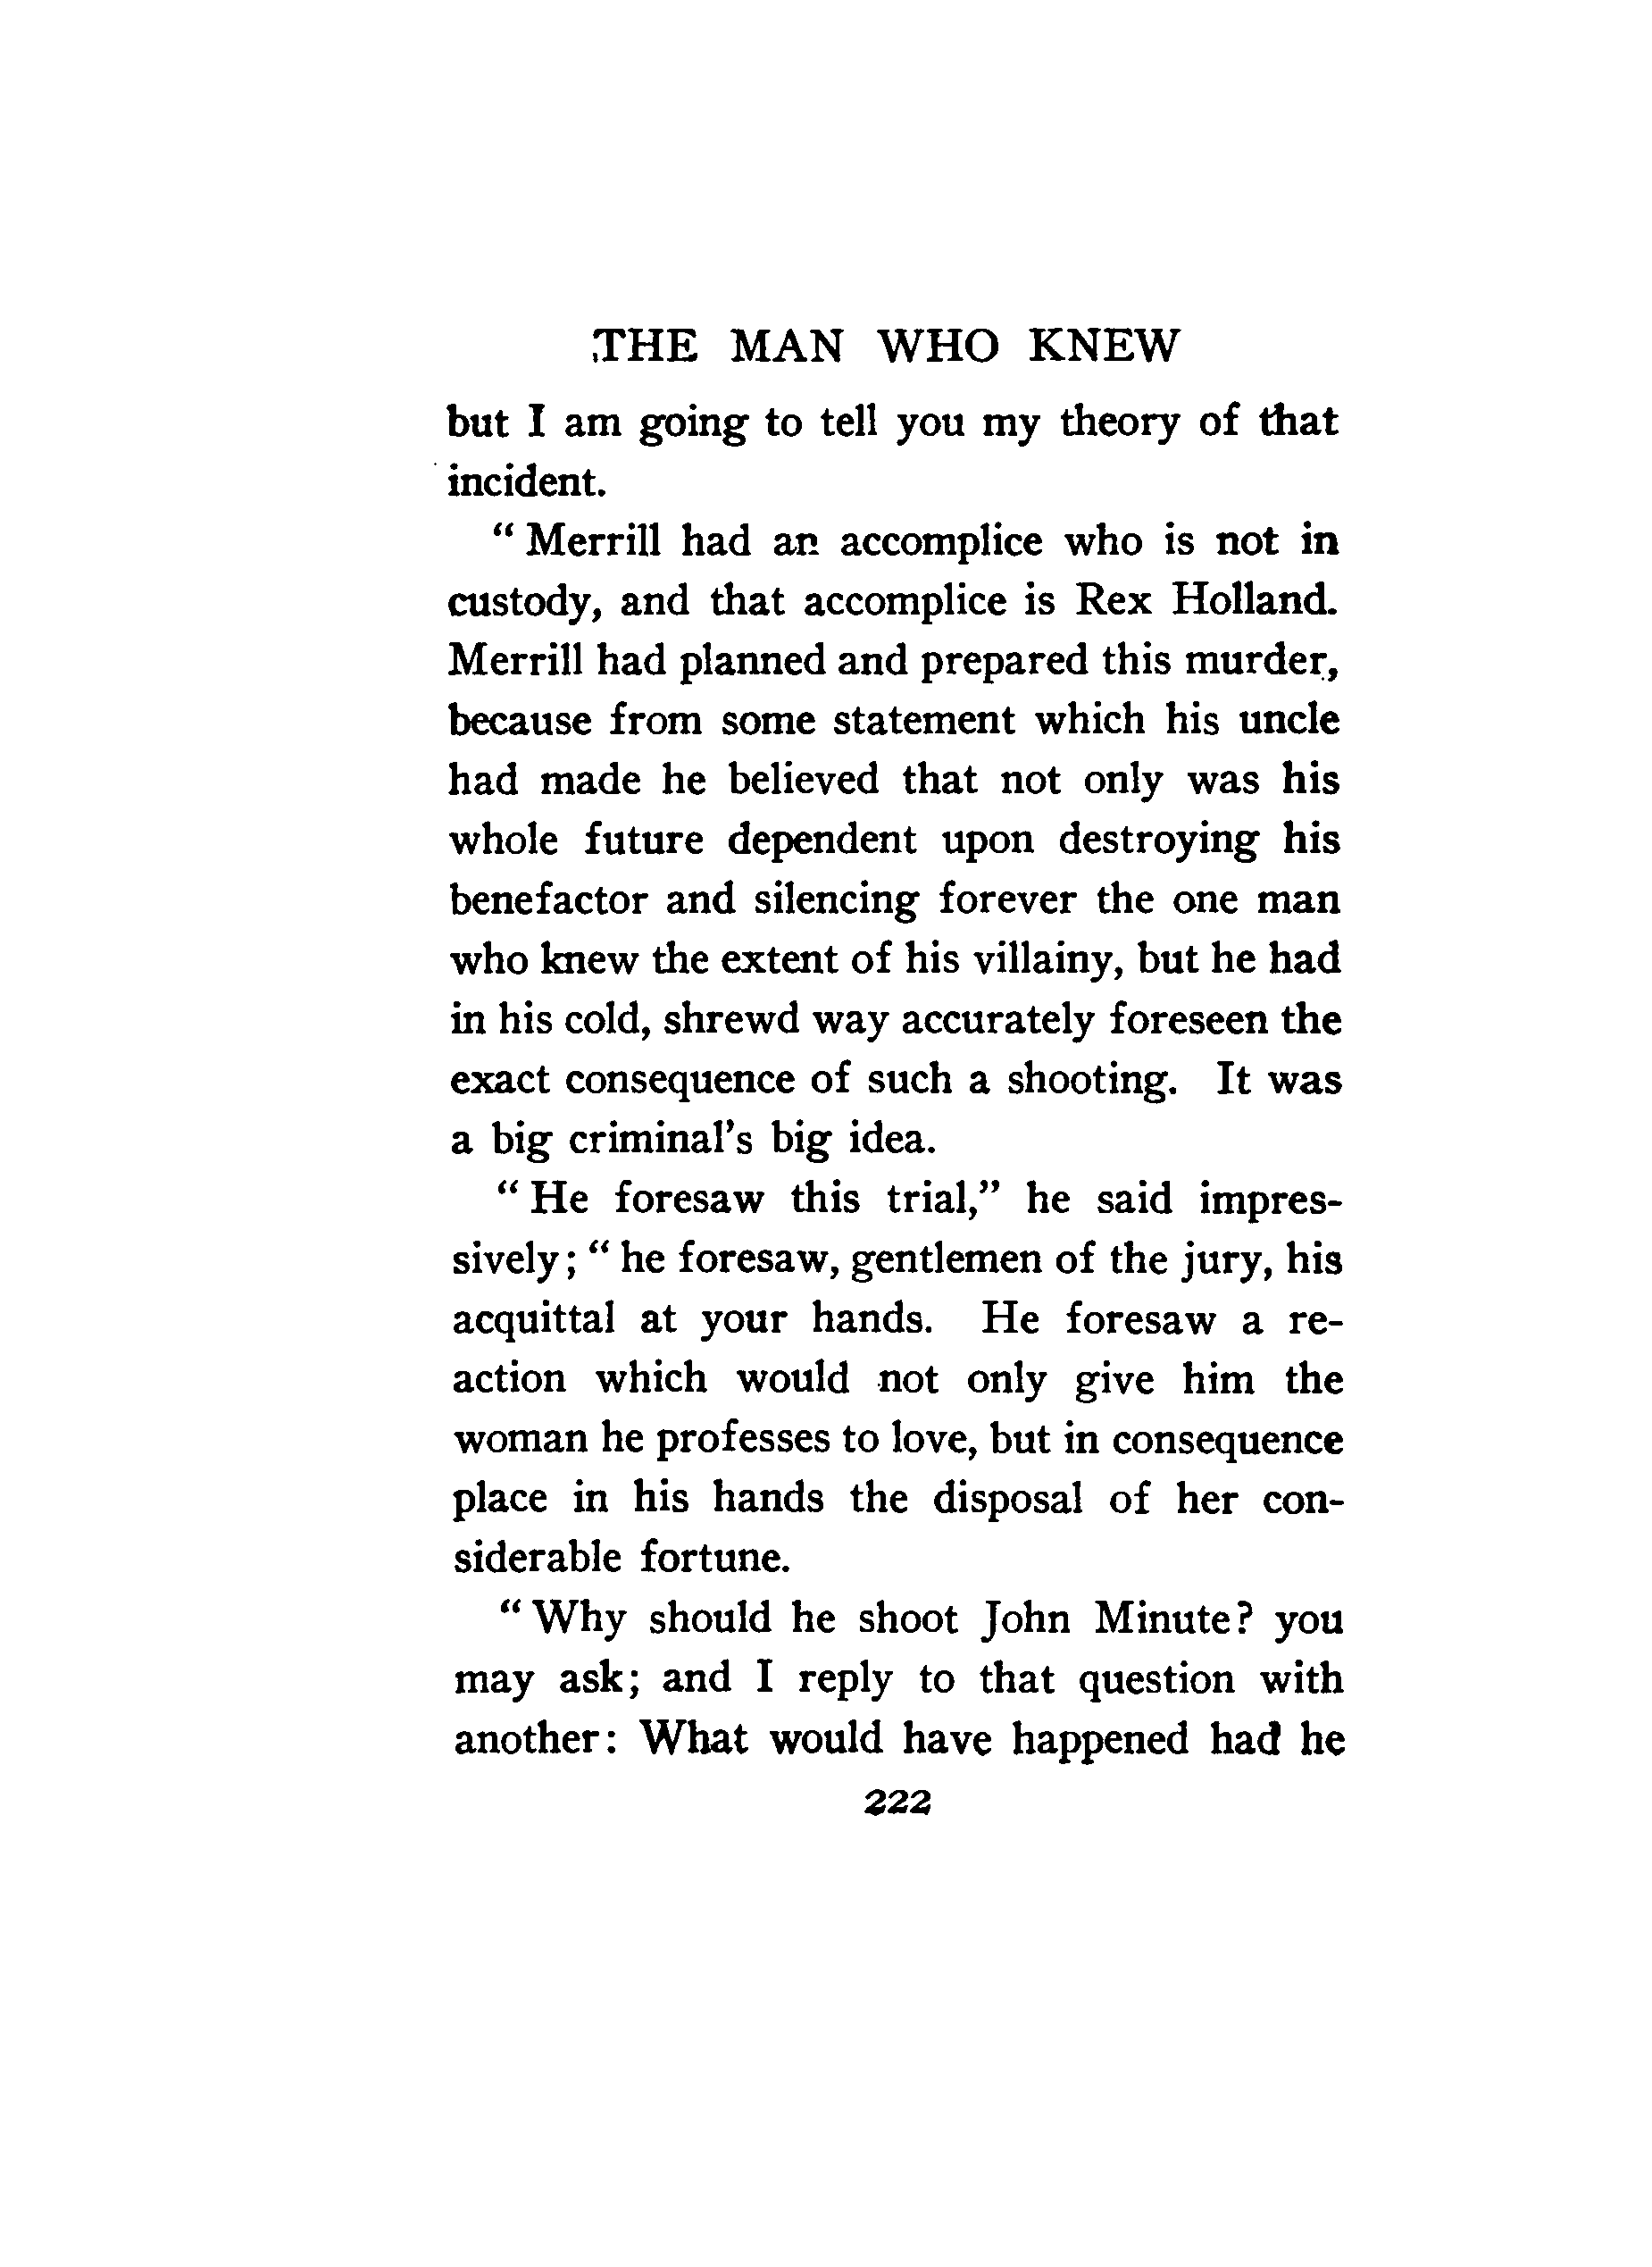 THE MAN WHO KNEW
but I am going to tell you my theory of that
incident.
“ Merrill had an accomplice who is not in
custody, and that accomplice is Rex Holland.
Merrill had planned and prepared this murder,
because from some statement which his uncle
had made he believed that not only was his
whole future dependent upon destroying his
benefactor and silencing forever the one man
who knew the extent of his villainy, but he had
in his cold, shrewd way accurately foreseen the
exact consequence of such a shooting. It was
a big criminal's big idea.
“ He foresaw this trial,” he said impres-
sively; “ he foresaw, gentlemen of the jury, his
acquittal at your hands. He foresaw a re-
action which would not only give him the
woman he professes to love, but in consequence
place in his hands the disposal of her con-
siderable fortune.
“ Why should he shoot John Minute? you
may ask; and I reply to that question with
another: What would have happened had he
222